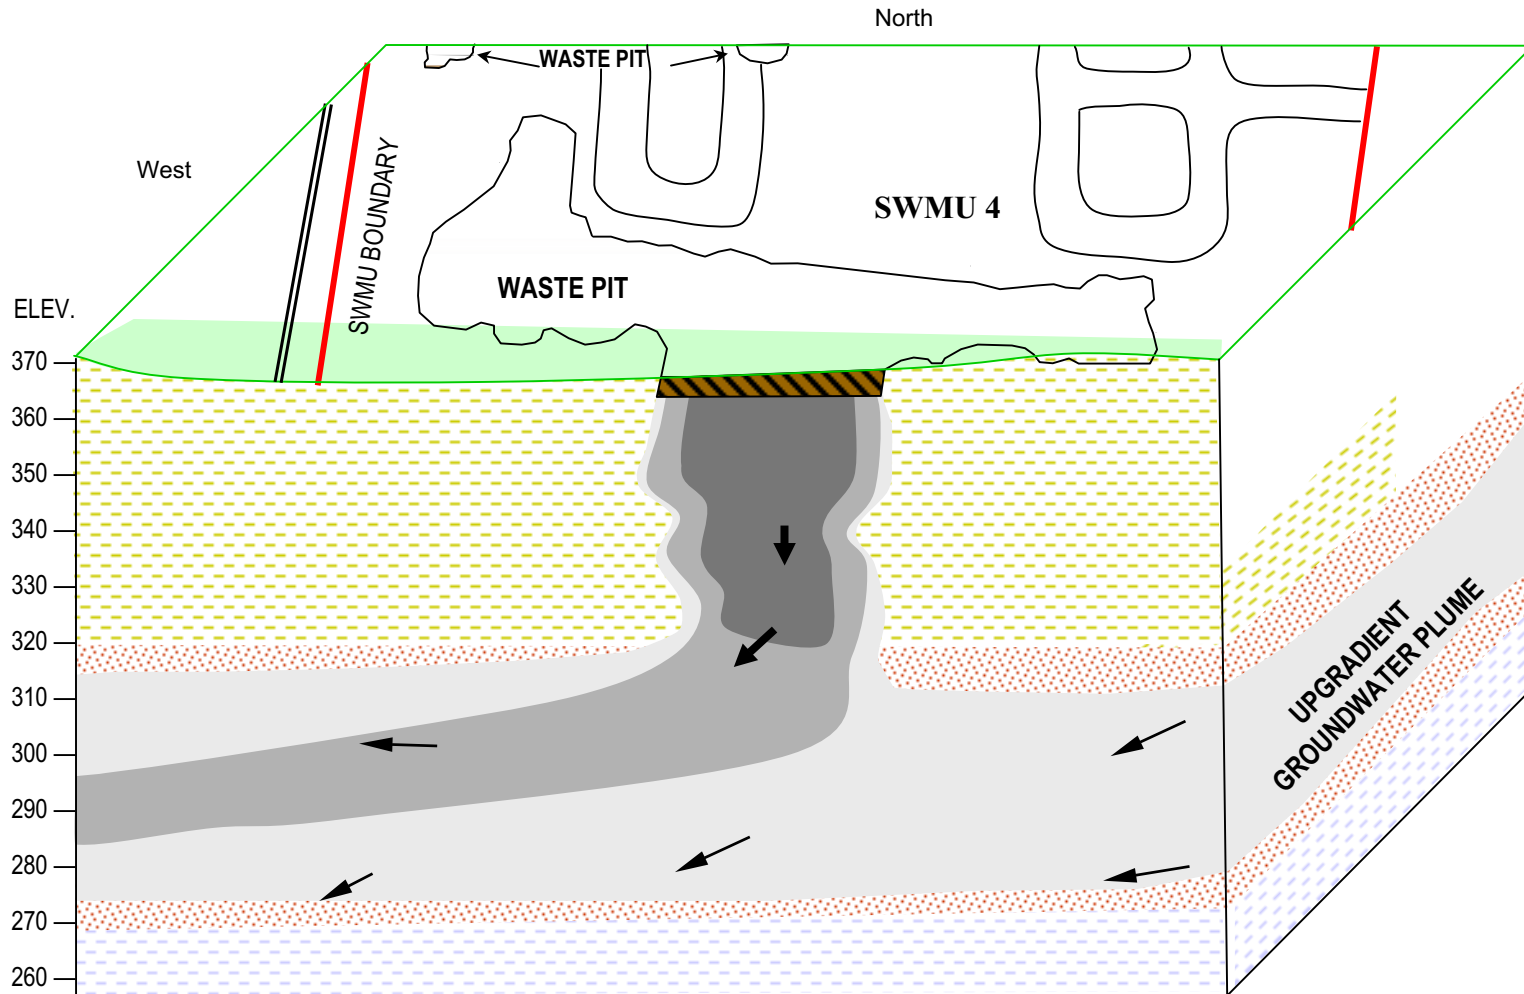 North
WASTE PIT
West
SWMU BOUNDARY
SWMU 4
WASTE PIT
ELEV.
370
360
350
340
330
320
310
300
290
280
270
260
UPGRADIENT
GROUNDWATER PLUME